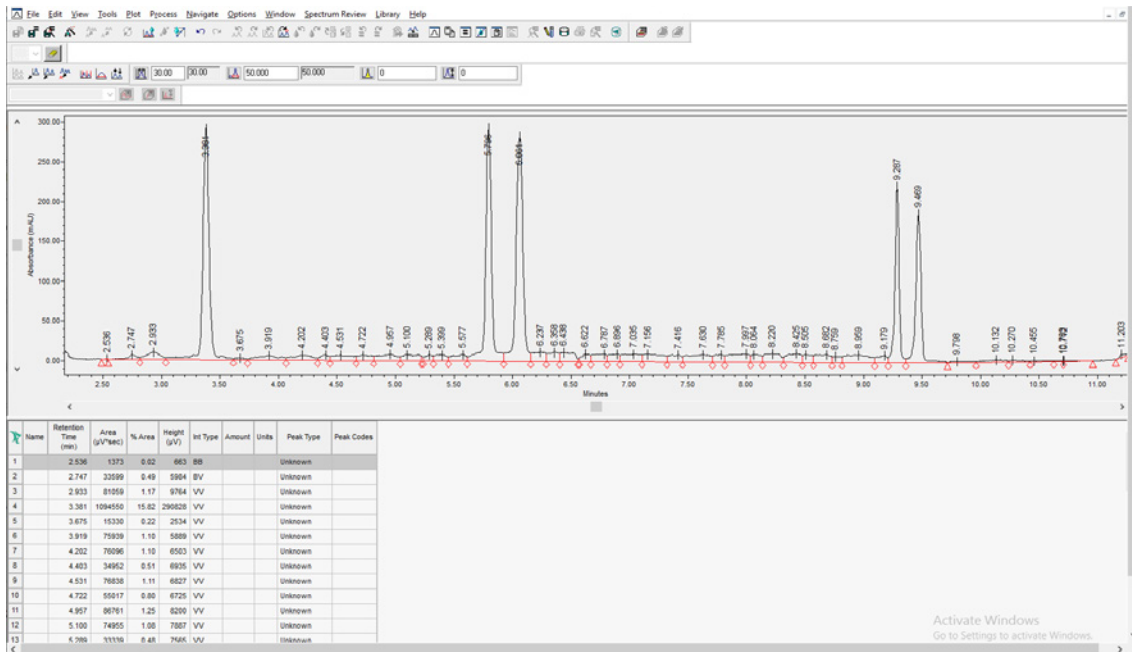 File Edit View Tools Plot Process Navigate Options Window Spectrum Review Library Help
30.00 30.00 50.000 50.000 0 0
300.00
250.00
200.00
150.00
100.00
50.00
0.00
Absorbance (mAU)
2.536 2.747 2.933 3.381 3.675 3.919 4.202 4.403 4.531 4.722 4.957 5.100 5.289 5.399 5.577 5.796 6.061 6.237 6.358 6.438 6.622 6.787 6.896 7.035 7.156 7.416 7.630 7.785 7.997 8.064 8.220 8.425 8.505 8.682 8.759 8.959 9.179 9.287 9.469 9.798 10.132 10.270 10.455 11.203
2.50 3.00 3.50 4.00 4.50 5.00 5.50 6.00 6.50 7.00 7.50 8.00 8.50 9.00 9.50 10.00 10.50 11.00
Minutes
Name Retention Time (min) Area (µV*sec) % Area Height (µV) Int Type Amount Units Peak Type Peak Codes
1 2.536 1373 0.02 663 BB Unknown
2 2.747 33599 0.49 5984 BV Unknown
3 2.933 81059 1.17 9764 VV Unknown
4 3.381 1094550 15.82 290828 VV Unknown
5 3.675 15330 0.22 2534 VV Unknown
6 3.919 75939 1.10 5889 VV Unknown
7 4.202 76096 1.10 6503 VV Unknown
8 4.403 34952 0.51 6935 VV Unknown
9 4.531 76838 1.11 6827 VV Unknown
10 4.722 55017 0.80 6725 VV Unknown
11 4.957 86761 1.25 8200 VV Unknown
12 5.100 74955 1.08 7887 VV Unknown
13 5.289 33339 0.48 7565 VV Unknown
Activate Windows
Go to Settings to activate Windows.